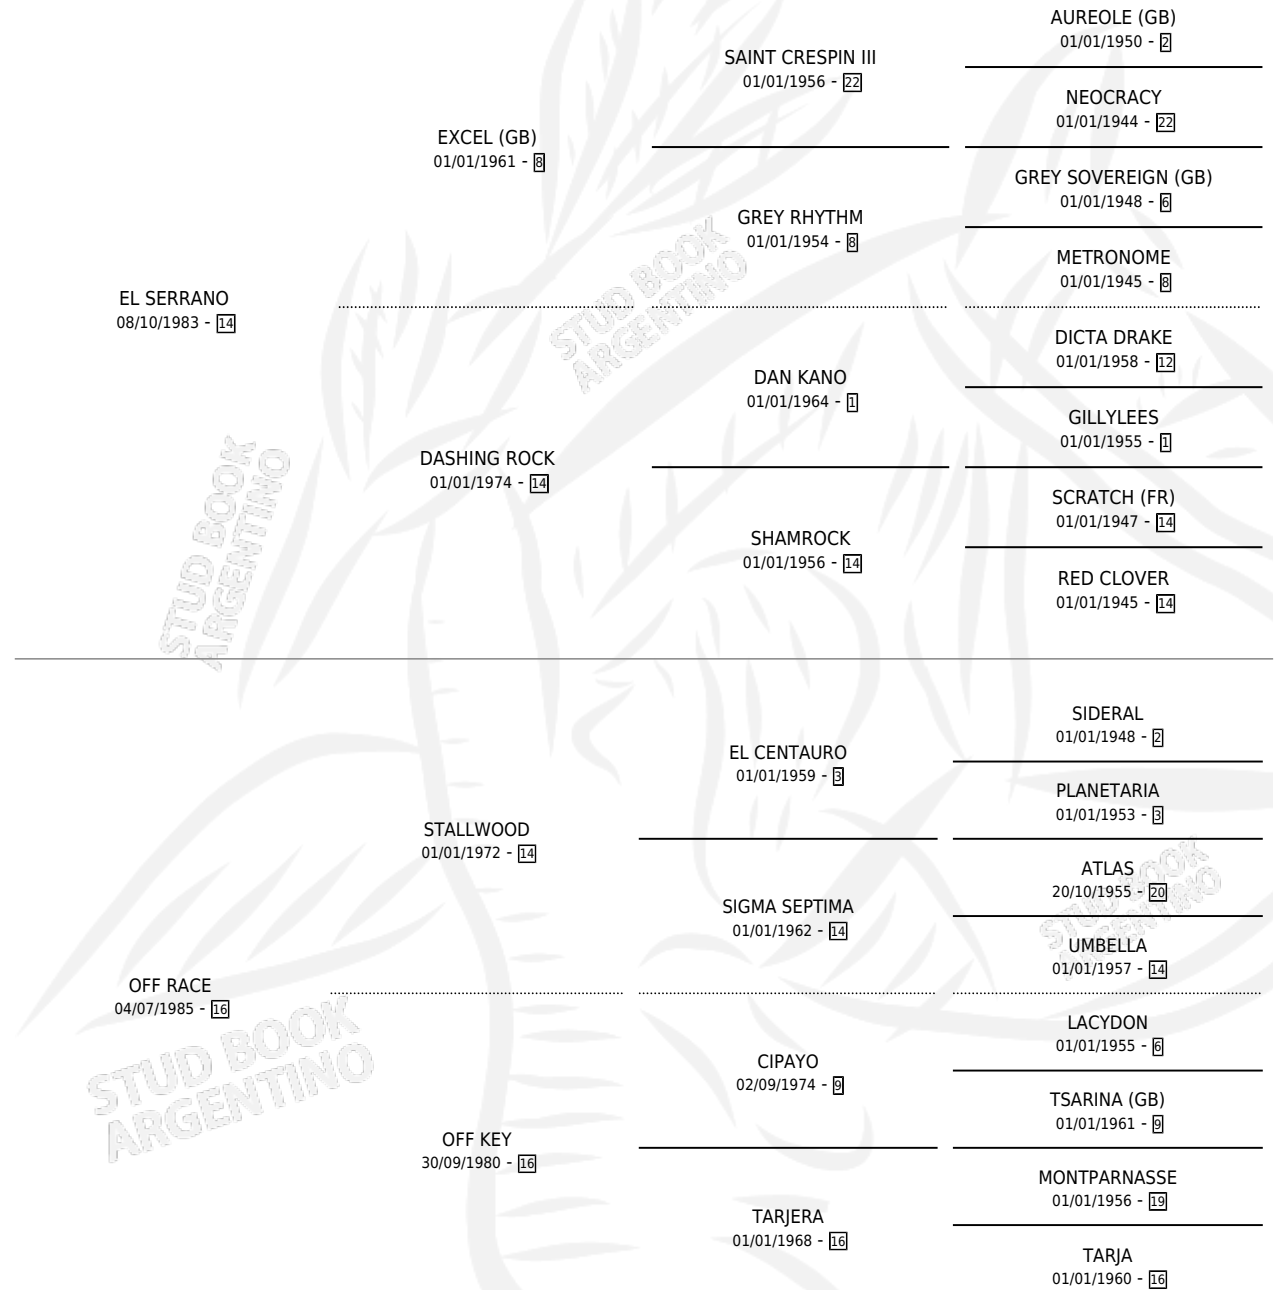 AUREOLE (GB)
01/01/1950 - 2
SAINT CRESPIN III
01/01/1956 - 22
NEOCRACY
01/01/1944 - 22
EXCEL (GB)
01/01/1961 - 8
GREY SOVEREIGN (GB)
01/01/1948 - 6
GREY RHYTHM
01/01/1954 - 8
METRONOME
01/01/1945 - 8
EL SERRANO
08/10/1983 - 14
DICTA DRAKE
01/01/1958 - 12
DAN KANO
01/01/1964 - 1
GILLYLEES
01/01/1955 - 1
DASHING ROCK
01/01/1974 - 14
SCRATCH (FR)
01/01/1947 - 14
SHAMROCK
01/01/1956 - 14
RED CLOVER
01/01/1945 - 14
STUD BOOK
ARGENTINO
STUD BOOK
ARGENTINO
SIDERAL
01/01/1948 - 2
EL CENTAURO
01/01/1959 - 3
PLANETARIA
01/01/1953 - 3
STALLWOOD
01/01/1972 - 14
ATLAS
20/10/1955 - 20
SIGMA SEPTIMA
01/01/1962 - 14
UMBELLA
01/01/1957 - 14
STUD BOOK
ARGENTINO
OFF RACE
04/07/1985 - 16
LACYDON
01/01/1955 - 6
CIPAYO
02/09/1974 - 9
TSARINA (GB)
01/01/1961 - 9
STUD BOOK
ARGENTINO
OFF KEY
30/09/1980 - 16
MONTPARNASSE
01/01/1956 - 19
TARJERA
01/01/1968 - 16
TARJA
01/01/1960 - 16